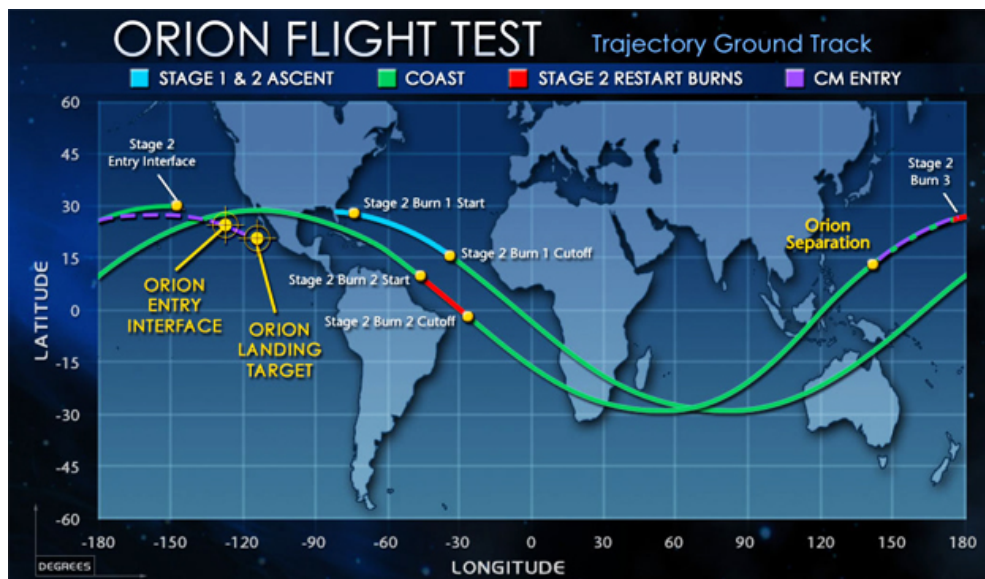 ORION FLIGHT TEST Trajectory Ground Track
STAGE 1 & 2 ASCENT COAST STAGE 2 RESTART BURNS CM ENTRY
60
45
30
15
0
-15
-30
-45
-60
LATITUDE
Stage 2
Entry Interface
Stage 2 Burn 1 Start
Stage 2 Burn 1 Cutoff
Stage 2 Burn 2 Start
Stage 2 Burn 2 Cutoff
ORION
ENTRY
INTERFACE
ORION
LANDING
TARGET
Orion
Separation
Stage 2
Burn 3
-180 -150 -120 -90 -60 -30 0 30 60 90 120 150 180
LONGITUDE
DEGREES